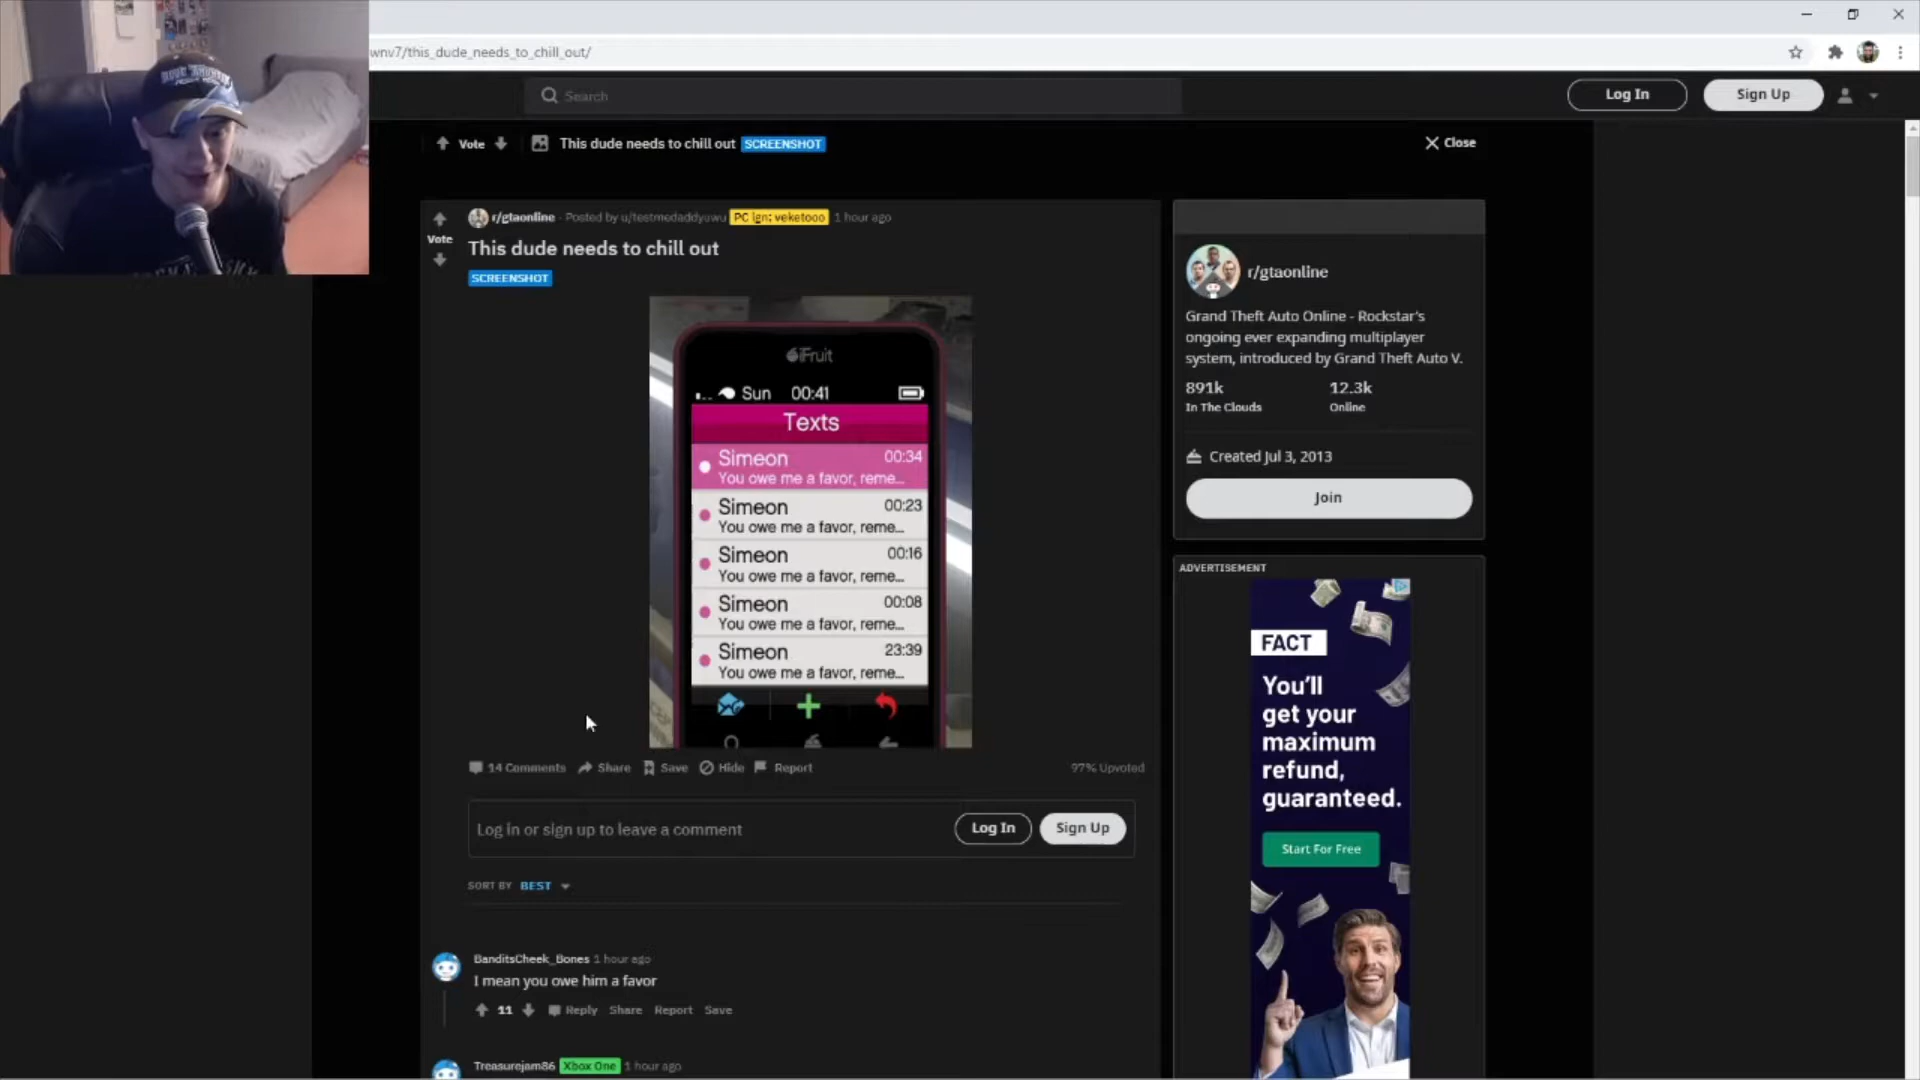 wnv7/this_dude_needs_to_chill_out/
Search
Log In
Sign Up
Vote
This dude needs to chill out SCREENSHOT
Close
r/gtaonline · Posted by u/testmedaddyuwu PC ign: veketooo 1 hour ago
Vote
This dude needs to chill out
SCREENSHOT
iFruit
Sun 00:41
Texts
Simeon 00:34
You owe me a favor, reme...
Simeon 00:23
You owe me a favor, reme...
Simeon 00:16
You owe me a favor, reme...
Simeon 00:08
You owe me a favor, reme...
Simeon 23:39
You owe me a favor, reme...
14 Comments Share Save Hide Report 97% Upvoted
Log in or sign up to leave a comment
Log In
Sign Up
SORT BY BEST
BanditsCheek_Bones 1 hour ago
I mean you owe him a favor
11 Reply Share Report Save
Treasurejam86 Xbox One 1 hour ago
r/gtaonline
Grand Theft Auto Online - Rockstar's
ongoing ever expanding multiplayer
system, introduced by Grand Theft Auto V.
891k 12.3k
In The Clouds Online
Created Jul 3, 2013
Join
ADVERTISEMENT
FACT
You'll
get your
maximum
refund,
guaranteed.
Start For Free